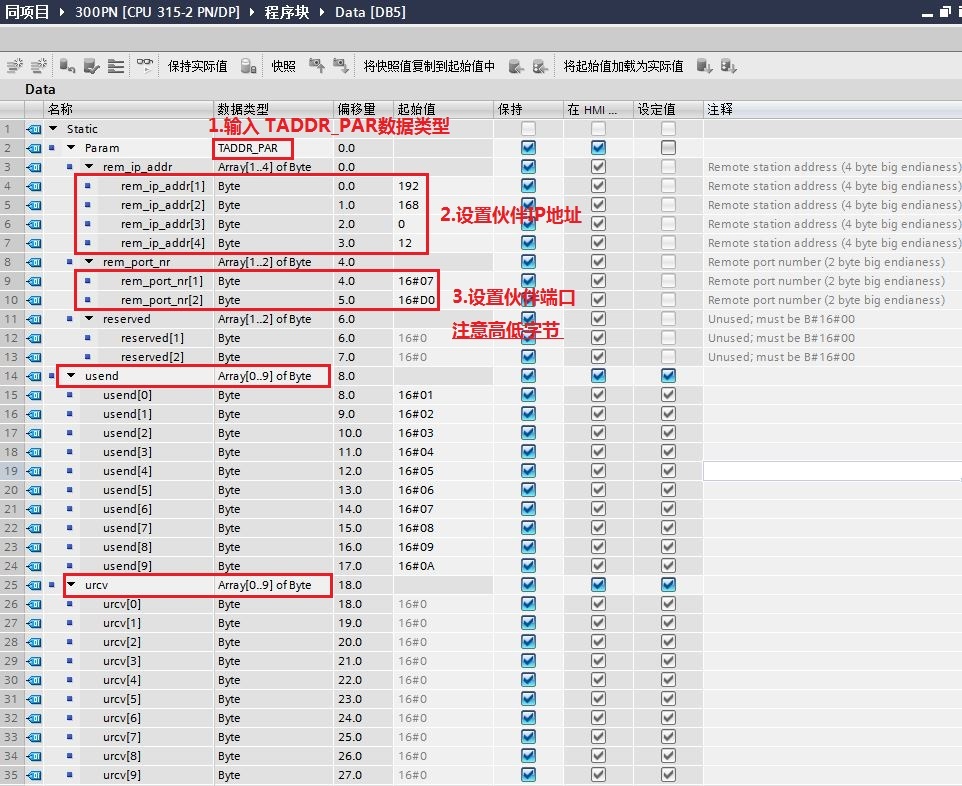 同项目 ▸ 300PN [CPU 315-2 PN/DP] ▸ 程序块 ▸ Data [DB5]
保持实际值 快照 将快照值复制到起始值中 将起始值加载为实际值
Data
名称 数据类型 偏移量 起始值 保持 在 HMI ... 设定值 注释
1.输入 TADDR_PAR数据类型
1 Static
2 Param TADDR_PAR 0.0
3 rem_ip_addr Array[1..4] of Byte 0.0 Remote station address (4 byte big endianess)
4 rem_ip_addr[1] Byte 0.0 192 Remote station address (4 byte big endianess)
5 rem_ip_addr[2] Byte 1.0 168 Remote station address (4 byte big endianess)
2.设置伙伴IP地址
6 rem_ip_addr[3] Byte 2.0 0 Remote station address (4 byte big endianess)
7 rem_ip_addr[4] Byte 3.0 12 Remote station address (4 byte big endianess)
8 rem_port_nr Array[1..2] of Byte 4.0 Remote port number (2 byte big endianess)
9 rem_port_nr[1] Byte 4.0 16#07 Remote port number (2 byte big endianess)
10 rem_port_nr[2] Byte 5.0 16#D0 Remote port number (2 byte big endianess)
3.设置伙伴端口
注意高低字节
11 reserved Array[1..2] of Byte 6.0 Unused; must be B#16#00
12 reserved[1] Byte 6.0 16#0 Unused; must be B#16#00
13 reserved[2] Byte 7.0 16#0 Unused; must be B#16#00
14 usend Array[0..9] of Byte 8.0
15 usend[0] Byte 8.0 16#01
16 usend[1] Byte 9.0 16#02
17 usend[2] Byte 10.0 16#03
18 usend[3] Byte 11.0 16#04
19 usend[4] Byte 12.0 16#05
20 usend[5] Byte 13.0 16#06
21 usend[6] Byte 14.0 16#07
22 usend[7] Byte 15.0 16#08
23 usend[8] Byte 16.0 16#09
24 usend[9] Byte 17.0 16#0A
25 urcv Array[0..9] of Byte 18.0
26 urcv[0] Byte 18.0 16#0
27 urcv[1] Byte 19.0 16#0
28 urcv[2] Byte 20.0 16#0
29 urcv[3] Byte 21.0 16#0
30 urcv[4] Byte 22.0 16#0
31 urcv[5] Byte 23.0 16#0
32 urcv[6] Byte 24.0 16#0
33 urcv[7] Byte 25.0 16#0
34 urcv[8] Byte 26.0 16#0
35 urcv[9] Byte 27.0 16#0